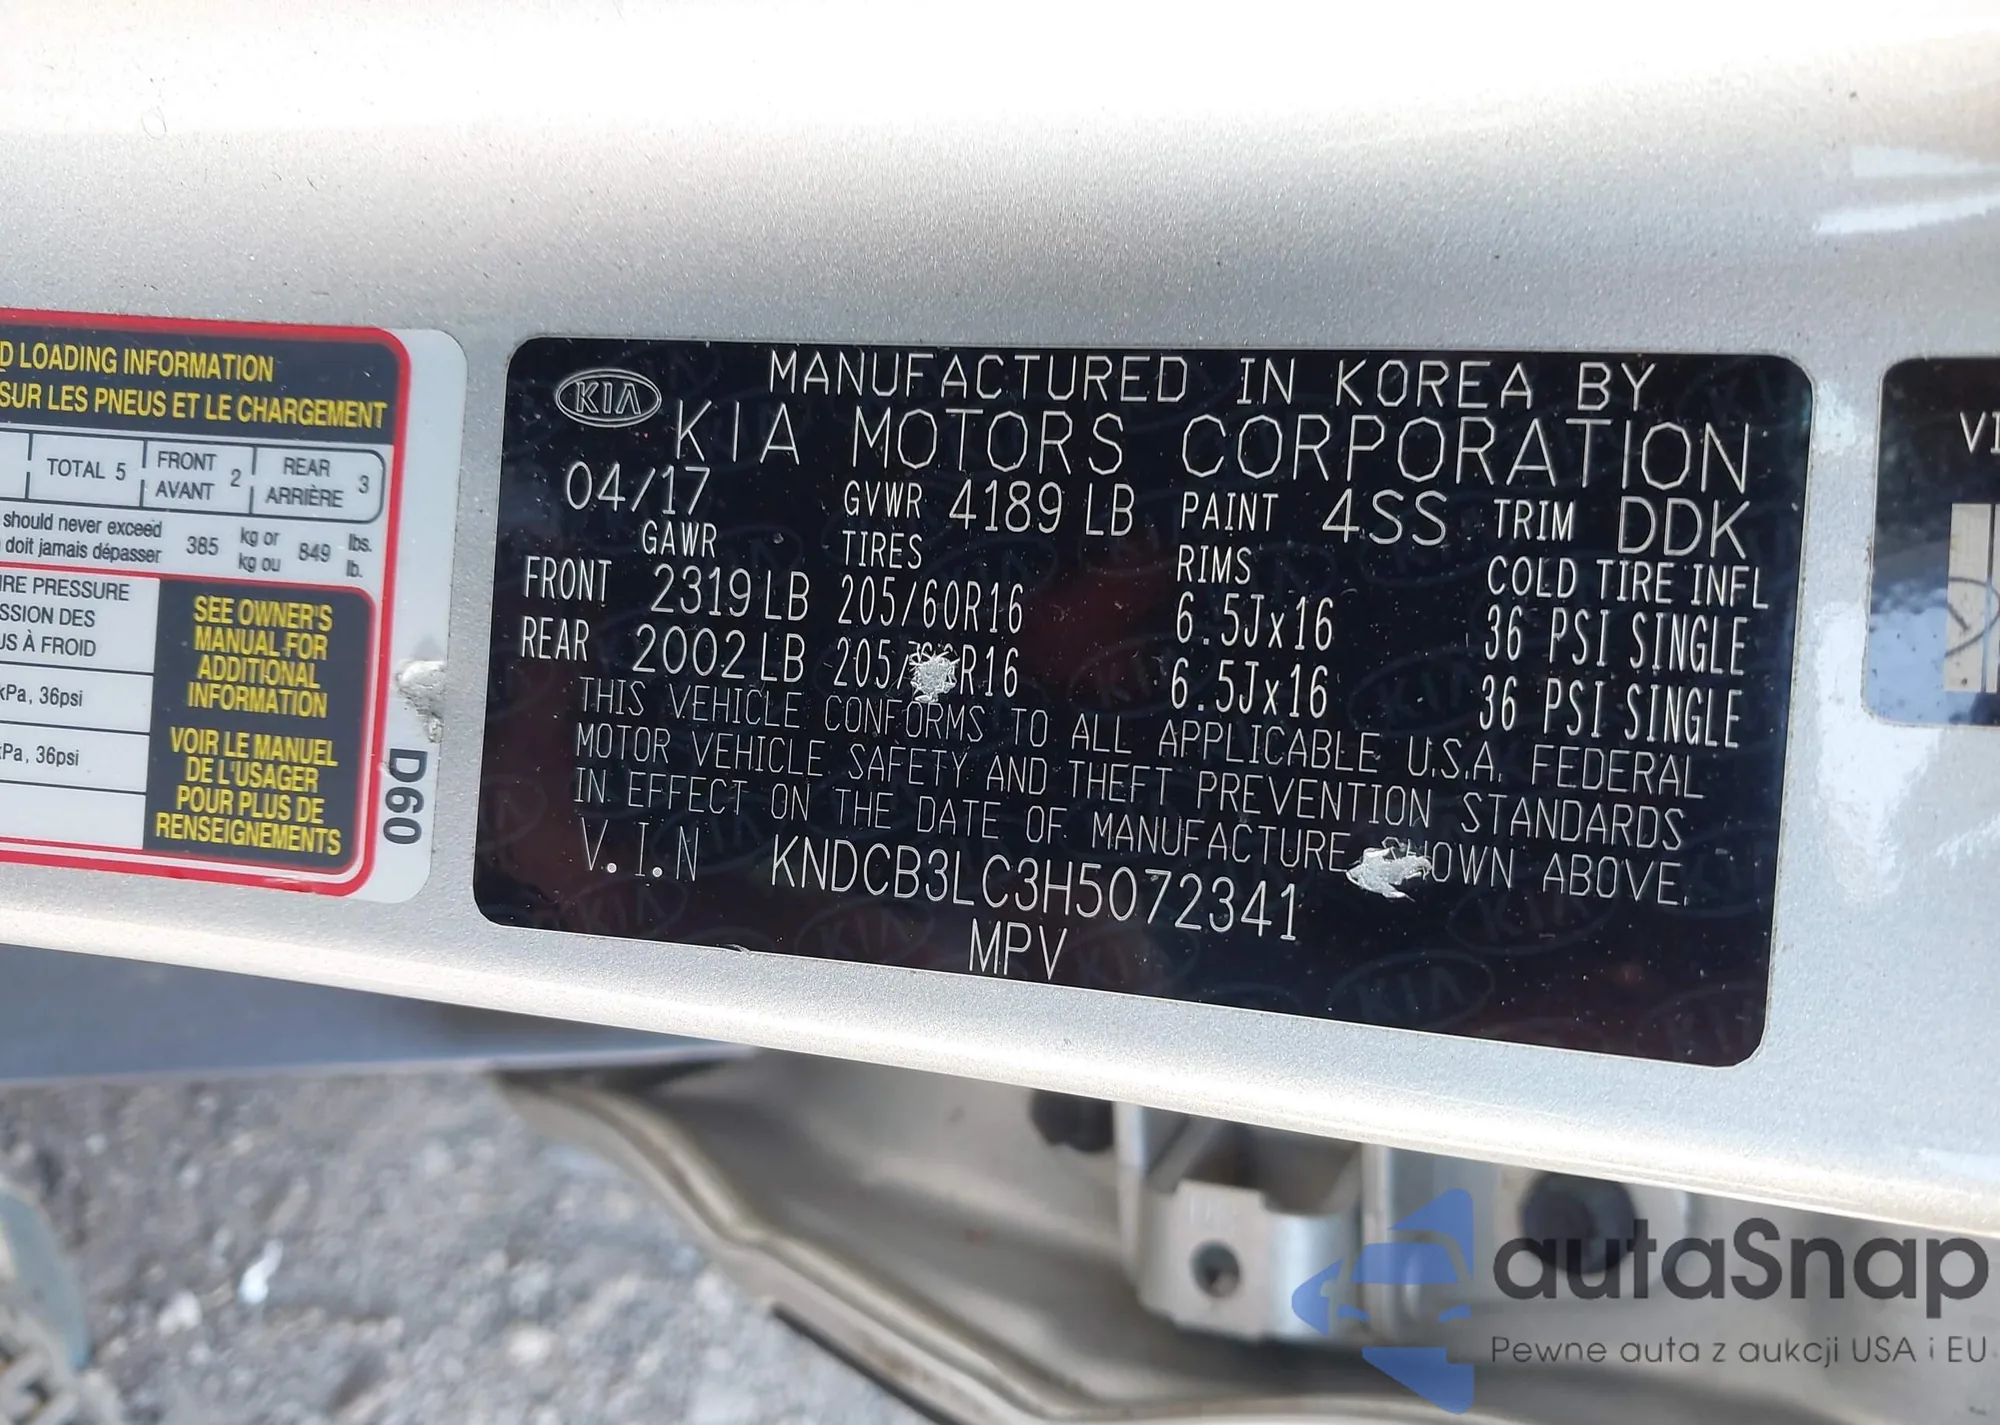 D LOADING INFORMATION
SUR LES PNEUS ET LE CHARGEMENT
TOTAL 5
FRONT
AVANT
2
REAR
ARRIÈRE
3
should never exceed
doit jamais dépasser
385
kg or
kg ou
849
lbs.
lb.
IRE PRESSURE
SSION DES
US À FROID
kPa, 36psi
kPa, 36psi
SEE OWNER'S
MANUAL FOR
ADDITIONAL
INFORMATION
VOIR LE MANUEL
DE L'USAGER
POUR PLUS DE
RENSEIGNEMENTS
D60
KIA
MANUFACTURED IN KOREA BY
KIA MOTORS CORPORATION
04/17 GVWR 4189 LB PAINT 4SS TRIM DDK
GAWR TIRES RIMS COLD TIRE INFL
FRONT 2319 LB 205/60R16 6.5Jx16 36 PSI SINGLE
REAR 2002 LB 205/ R16 6.5Jx16 36 PSI SINGLE
THIS VEHICLE CONFORMS TO ALL APPLICABLE U.S.A. FEDERAL
MOTOR VEHICLE SAFETY AND THEFT PREVENTION STANDARDS
IN EFFECT ON THE DATE OF MANUFACTURE SHOWN ABOVE.
V.I.N KNDCB3LC3H5072341
MPV
VI
autaSnap
Pewne auta z aukcji USA i EU